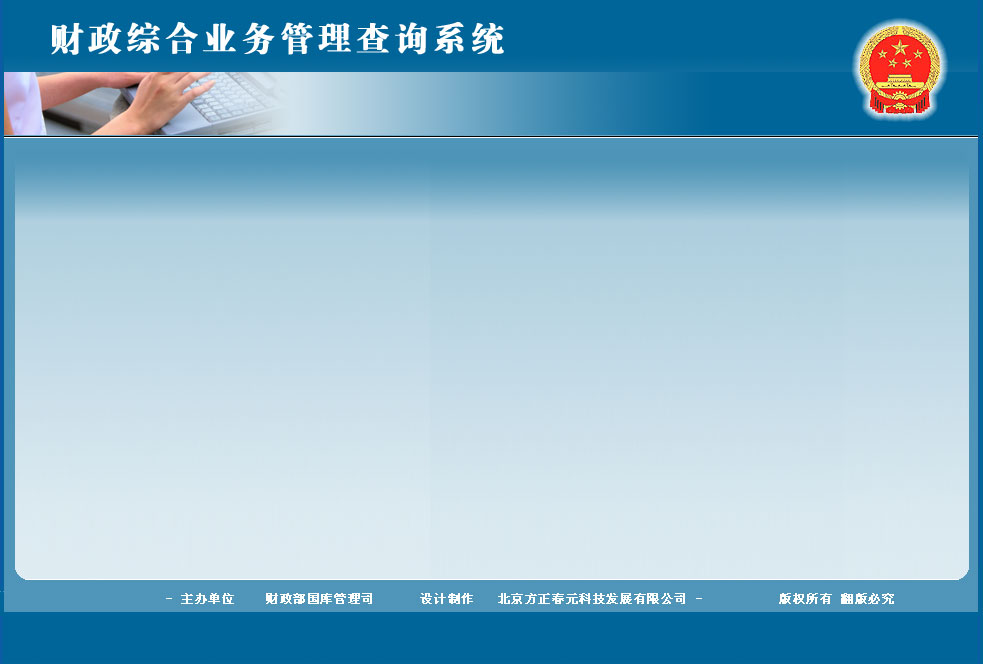 财政综合业务管理查询系统
- 主办单位 财政部国库管理司 设计制作 北京方正春元科技发展有限公司 - 版权所有 翻版必究